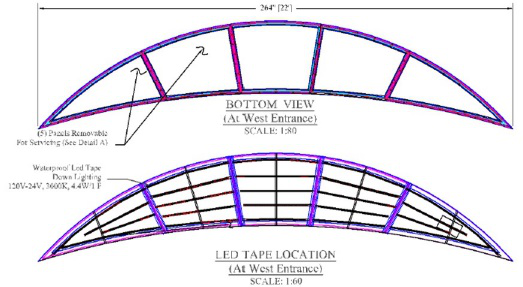 264" [22']
BOTTOM VIEW
(At West Entrance)
SCALE: 1:80
(5) Panels Removable
For Servicing (See Detail A)
Waterproof Led Tape
Down Lighting
120V-24V, 3600K, 4.4W/1 F
LED TAPE LOCATION
(At West Entrance)
SCALE: 1:60